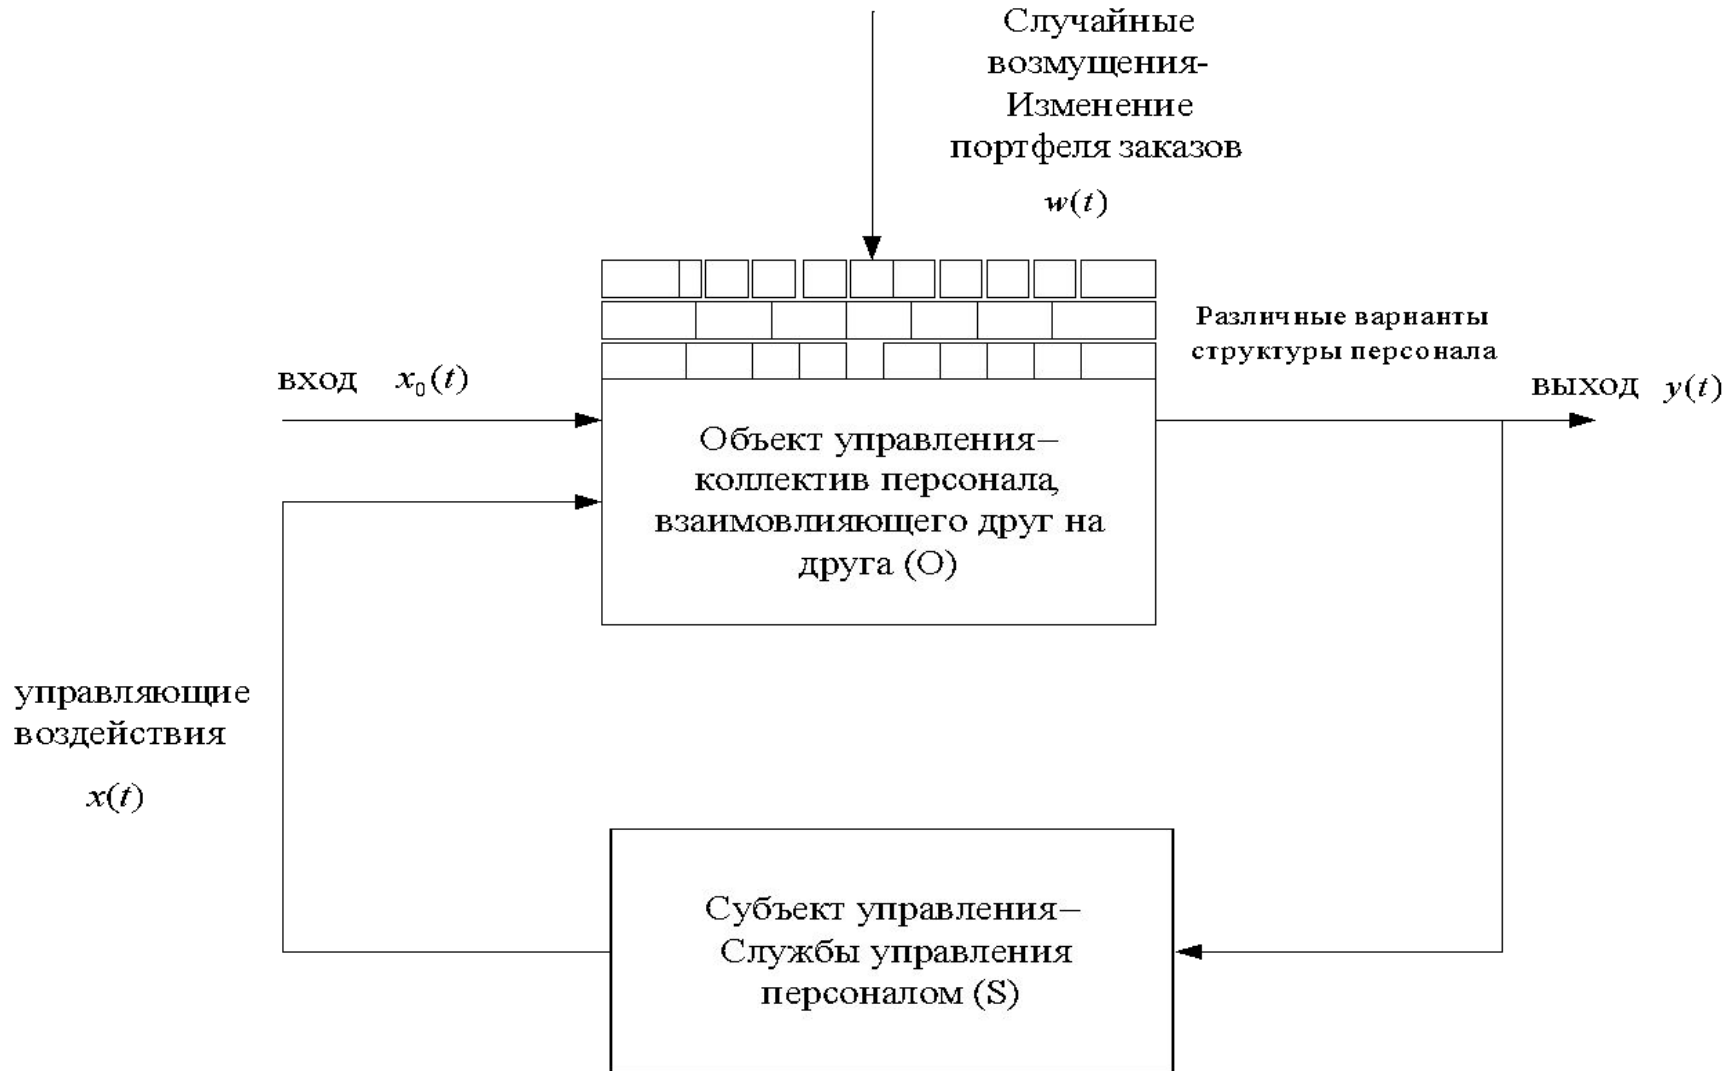 Случайные
возмущения-
Изменение
портфеля заказов
w(t)
Различные варианты
структуры персонала
вход x₀(t)
выход y(t)
Объект управления–
коллектив персонала,
взаимовлияющего друг на
друга (О)
управляющие
воздействия
x(t)
Субъект управления–
Службы управления
персоналом (S)